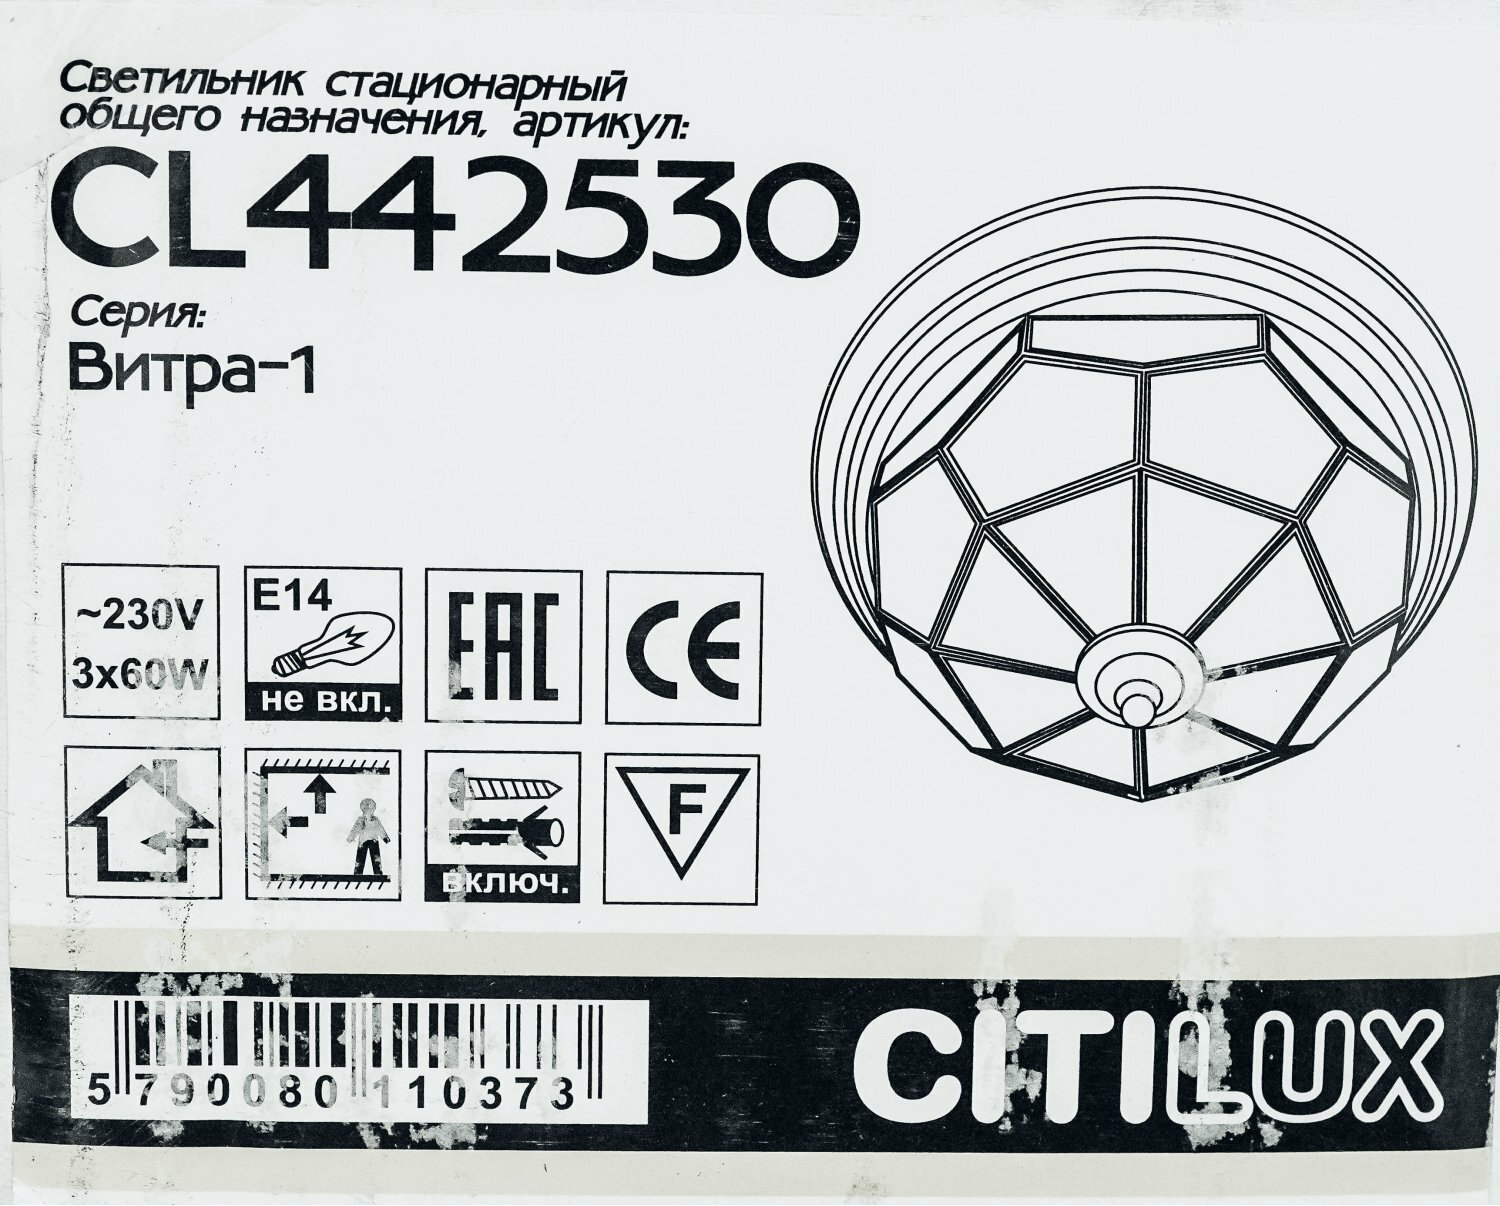 Светильник стационарный
общего назначения, артикул:
CL442530
Серия:
Витра-1
~230V
3x60W
E14
не вкл.
EAC
CE
включ.
F
5 790080 110373
CITILUX